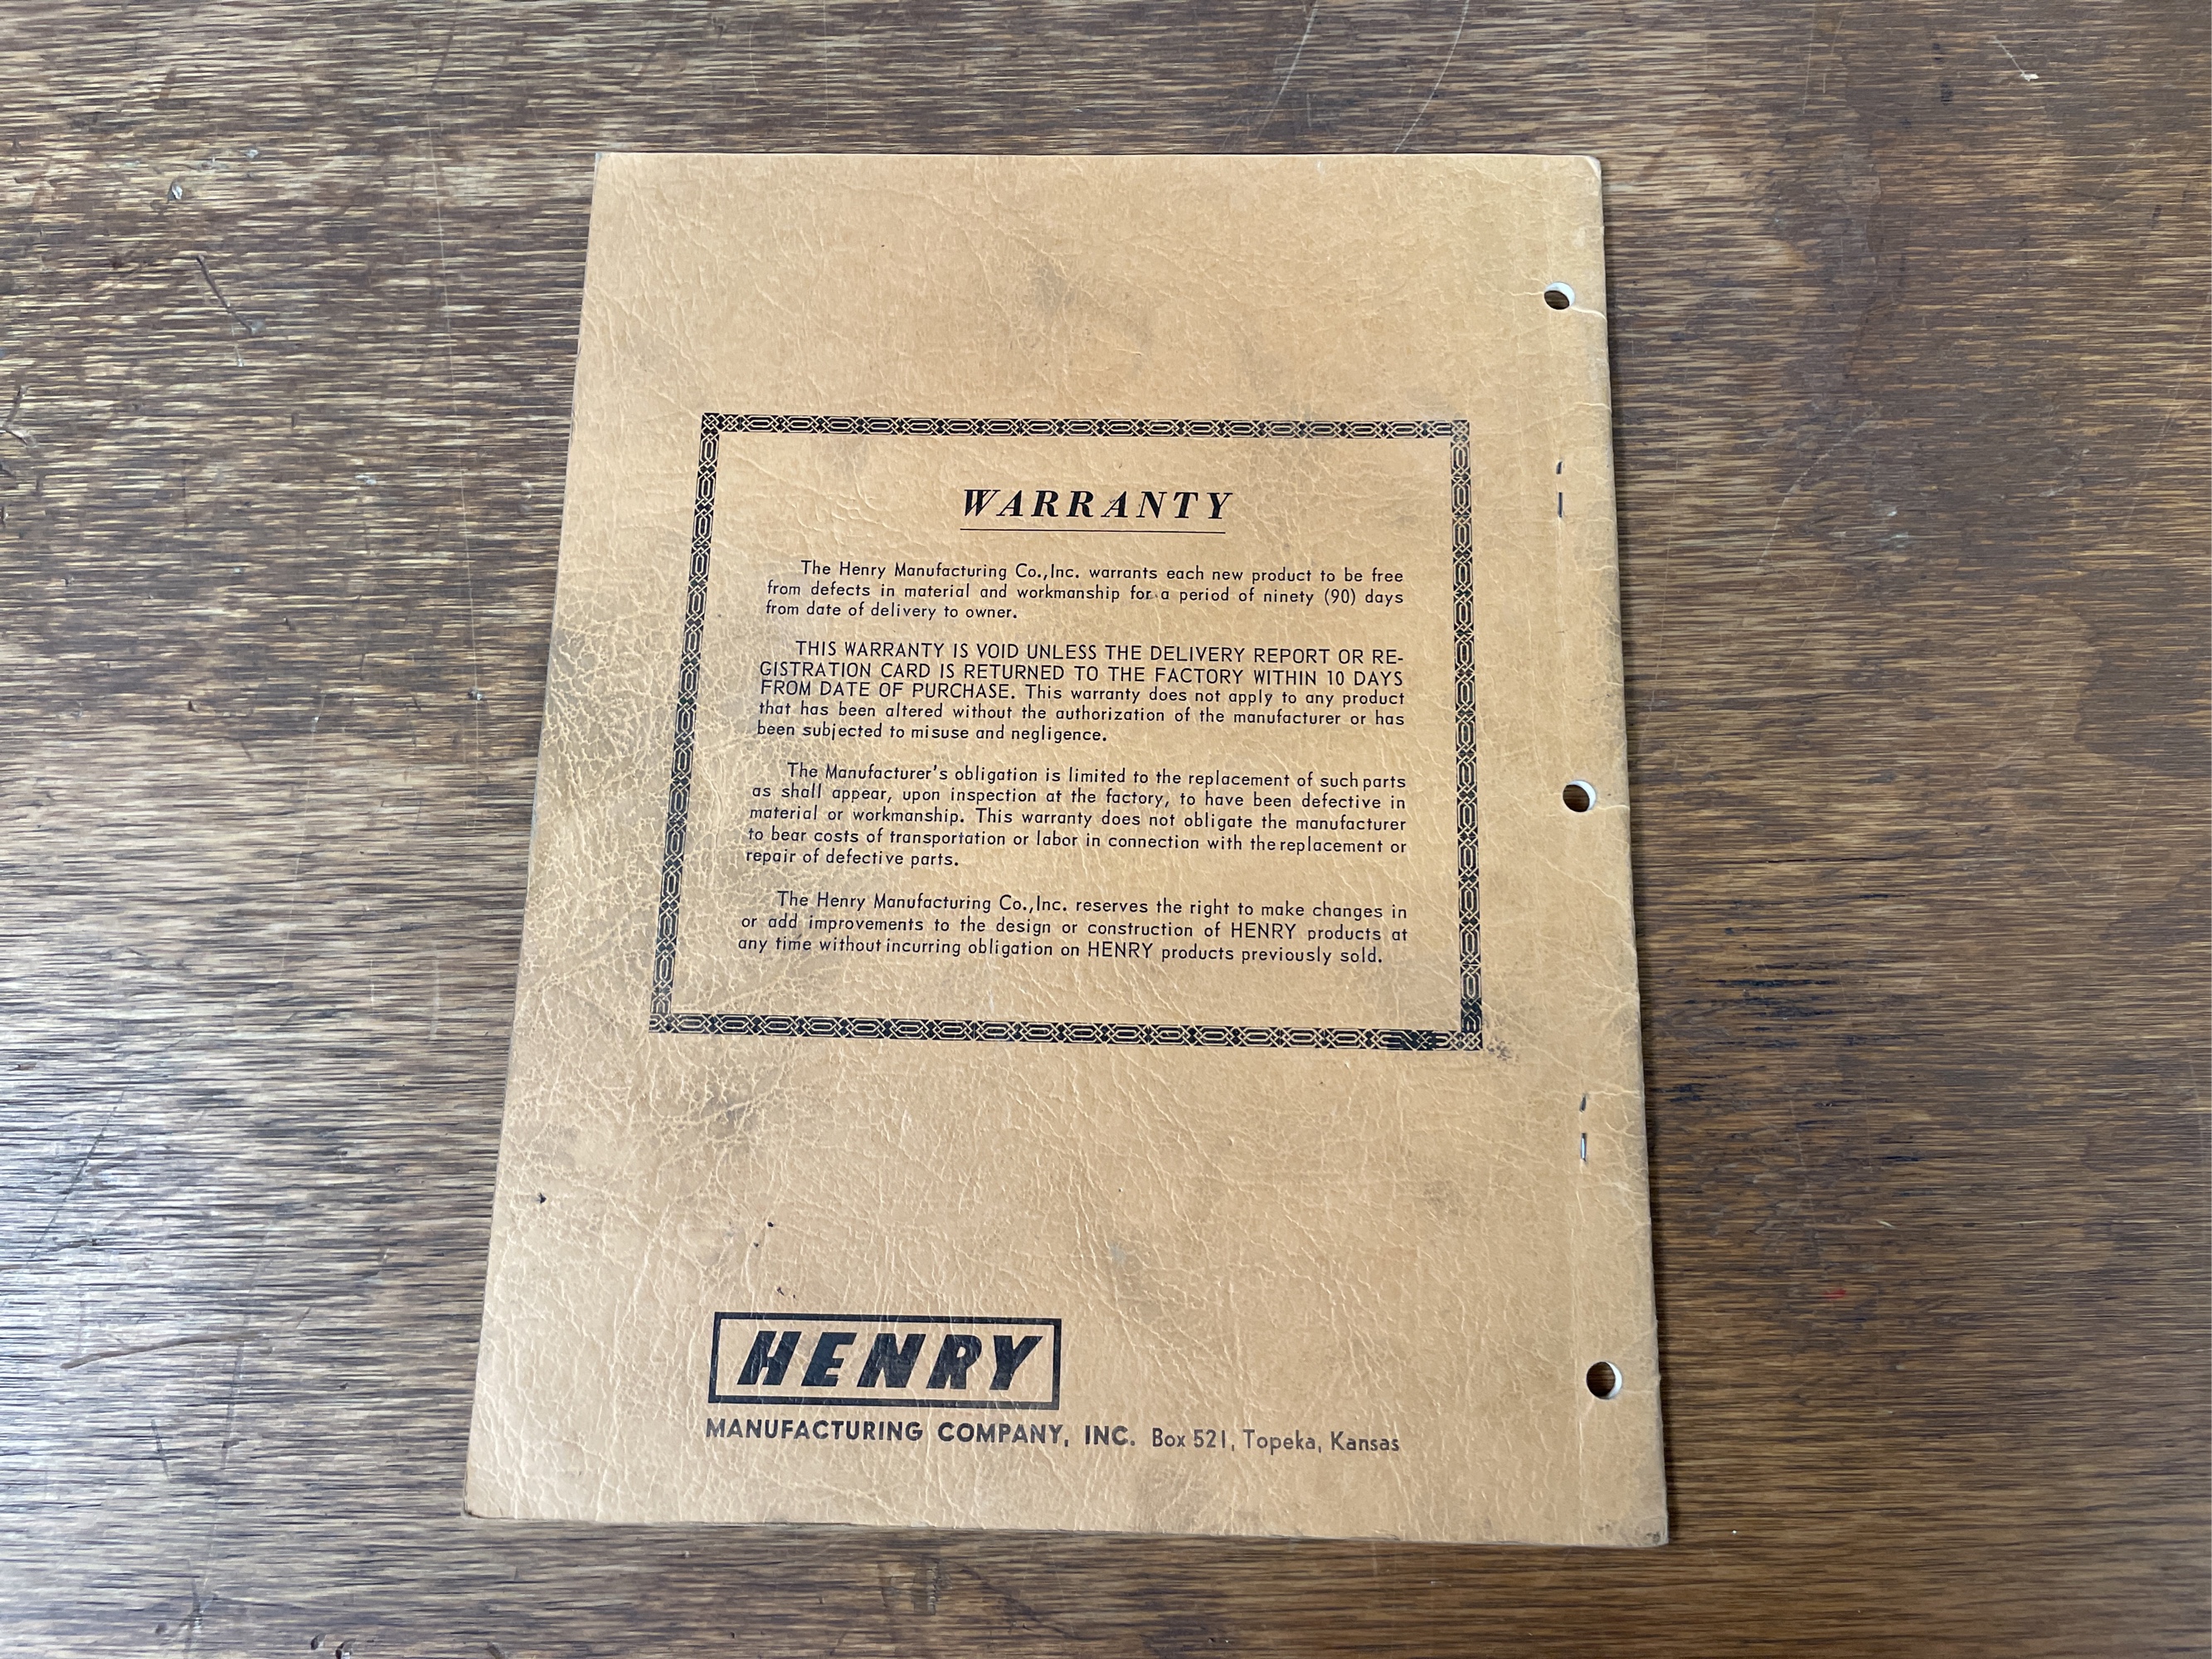 WARRANTY
The Henry Manufacturing Co.,Inc. warrants each new product to be free
from defects in material and workmanship for a period of ninety (90) days
from date of delivery to owner.
THIS WARRANTY IS VOID UNLESS THE DELIVERY REPORT OR RE-
GISTRATION CARD IS RETURNED TO THE FACTORY WITHIN 10 DAYS
FROM DATE OF PURCHASE. This warranty does not apply to any product
that has been altered without the authorization of the manufacturer or has
been subjected to misuse and negligence.
The Manufacturer's obligation is limited to the replacement of such parts
as shall appear, upon inspection at the factory, to have been defective in
material or workmanship. This warranty does not obligate the manufacturer
to bear costs of transportation or labor in connection with the replacement or
repair of defective parts.
The Henry Manufacturing Co.,Inc. reserves the right to make changes in
or add improvements to the design or construction of HENRY products at
any time without incurring obligation on HENRY products previously sold.
HENRY
MANUFACTURING COMPANY, INC. Box 521, Topeka, Kansas